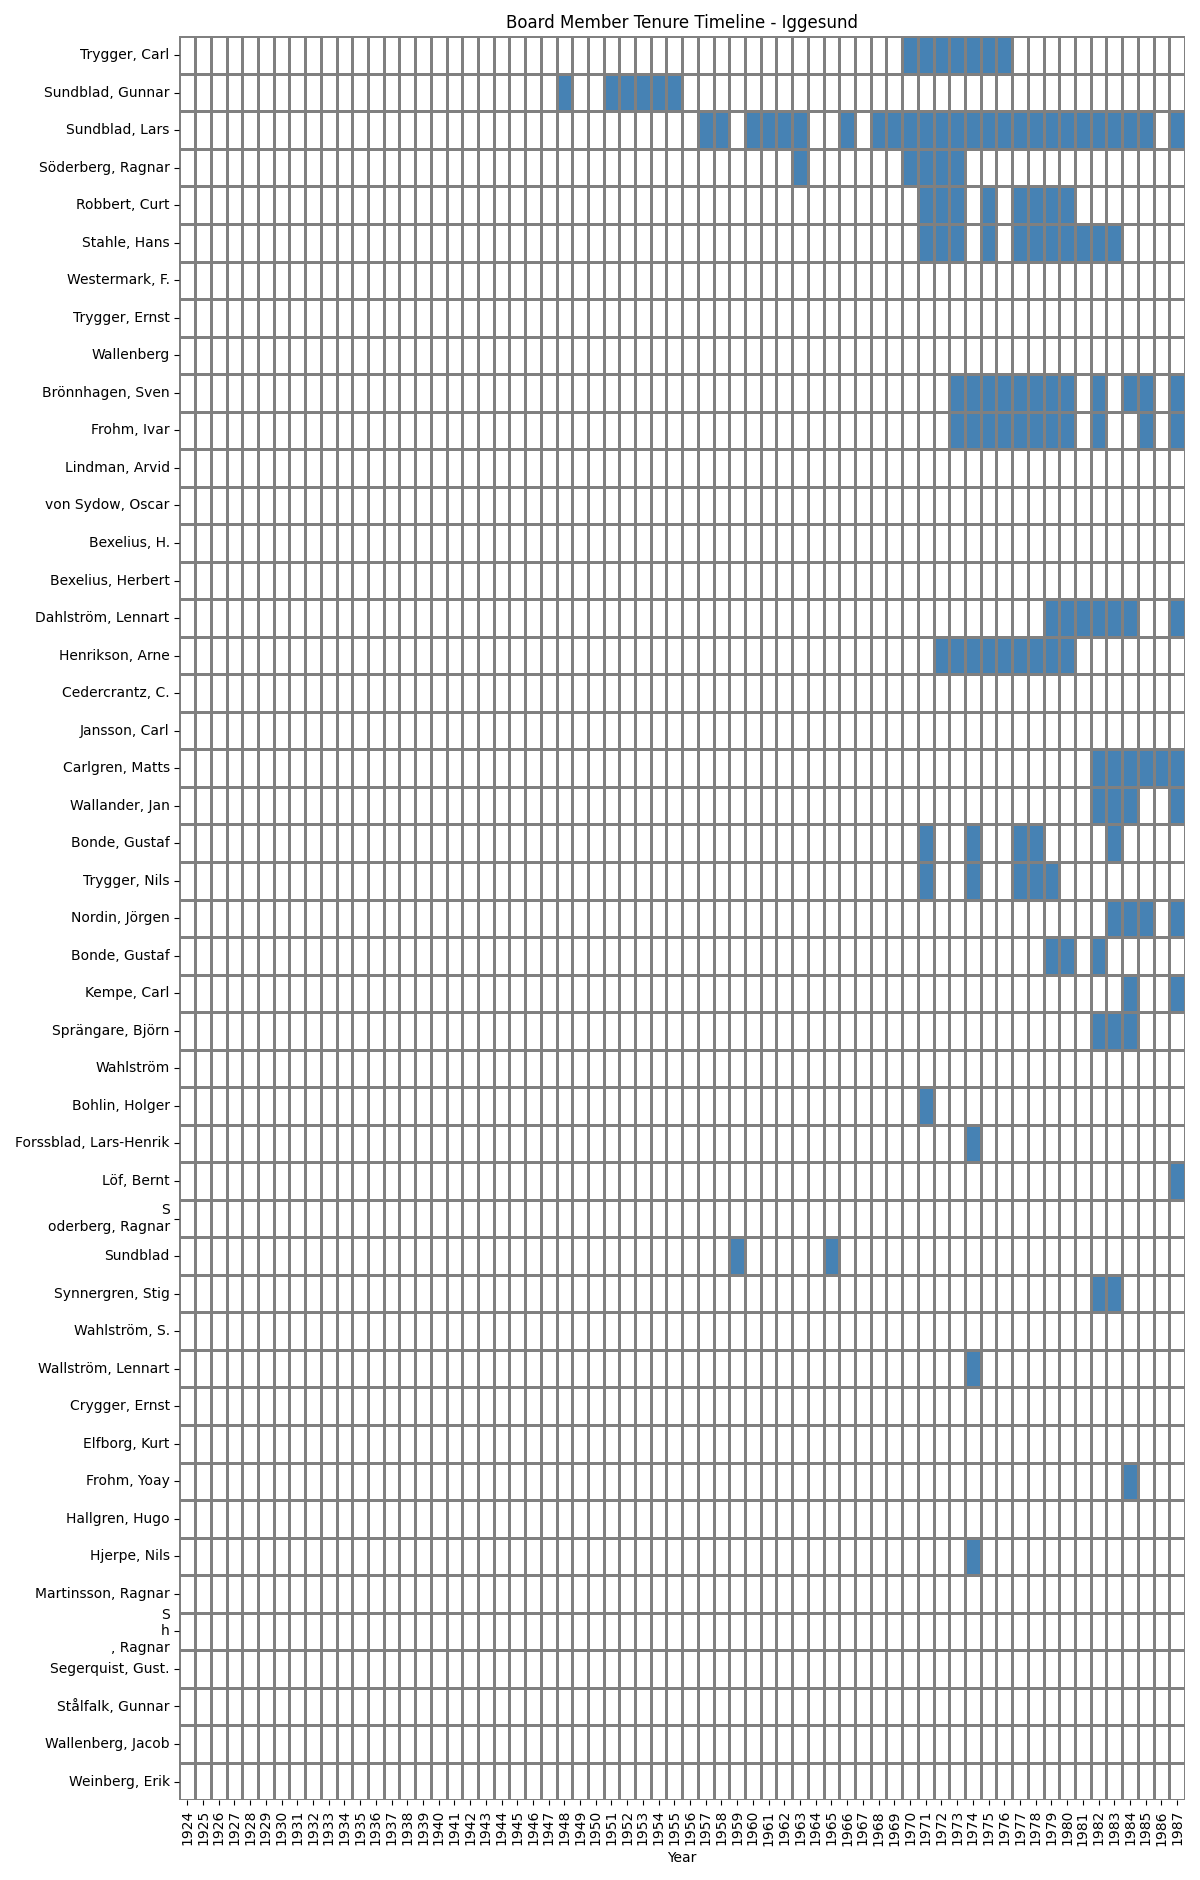 Board Member Tenure Timeline - Iggesund
Trygger, Carl
Sundblad, Gunnar
Sundblad, Lars
Söderberg, Ragnar
Robbert, Curt
Stahle, Hans
Westermark, F.
Trygger, Ernst
Wallenberg
Brönnhagen, Sven
Frohm, Ivar
Lindman, Arvid
von Sydow, Oscar
Bexelius, H.
Bexelius, Herbert
Dahlström, Lennart
Henrikson, Arne
Cedercrantz, C.
Jansson, Carl
Carlgren, Matts
Wallander, Jan
Bonde, Gustaf
Trygger, Nils
Nordin, Jörgen
Bonde, Gustaf
Kempe, Carl
Sprängare, Björn
Wahlström
Bohlin, Holger
Forssblad, Lars-Henrik
Löf, Bernt
S
oderberg, Ragnar
Sundblad
Synnergren, Stig
Wahlström, S.
Wallström, Lennart
Crygger, Ernst
Elfborg, Kurt
Frohm, Yoay
Hallgren, Hugo
Hjerpe, Nils
Martinsson, Ragnar
S
h
, Ragnar
Segerquist, Gust.
Stålfalk, Gunnar
Wallenberg, Jacob
Weinberg, Erik
1924 1925 1926 1927 1928 1929 1930 1931 1932 1933 1934 1935 1936 1937 1938 1939 1940 1941 1942 1943 1944 1945 1946 1947 1948 1949 1950 1951 1952 1953 1954 1955 1956 1957 1958 1959 1960 1961 1962 1963 1964 1965 1966 1967 1968 1969 1970 1971 1972 1973 1974 1975 1976 1977 1978 1979 1980 1981 1982 1983 1984 1985 1986 1987
Year